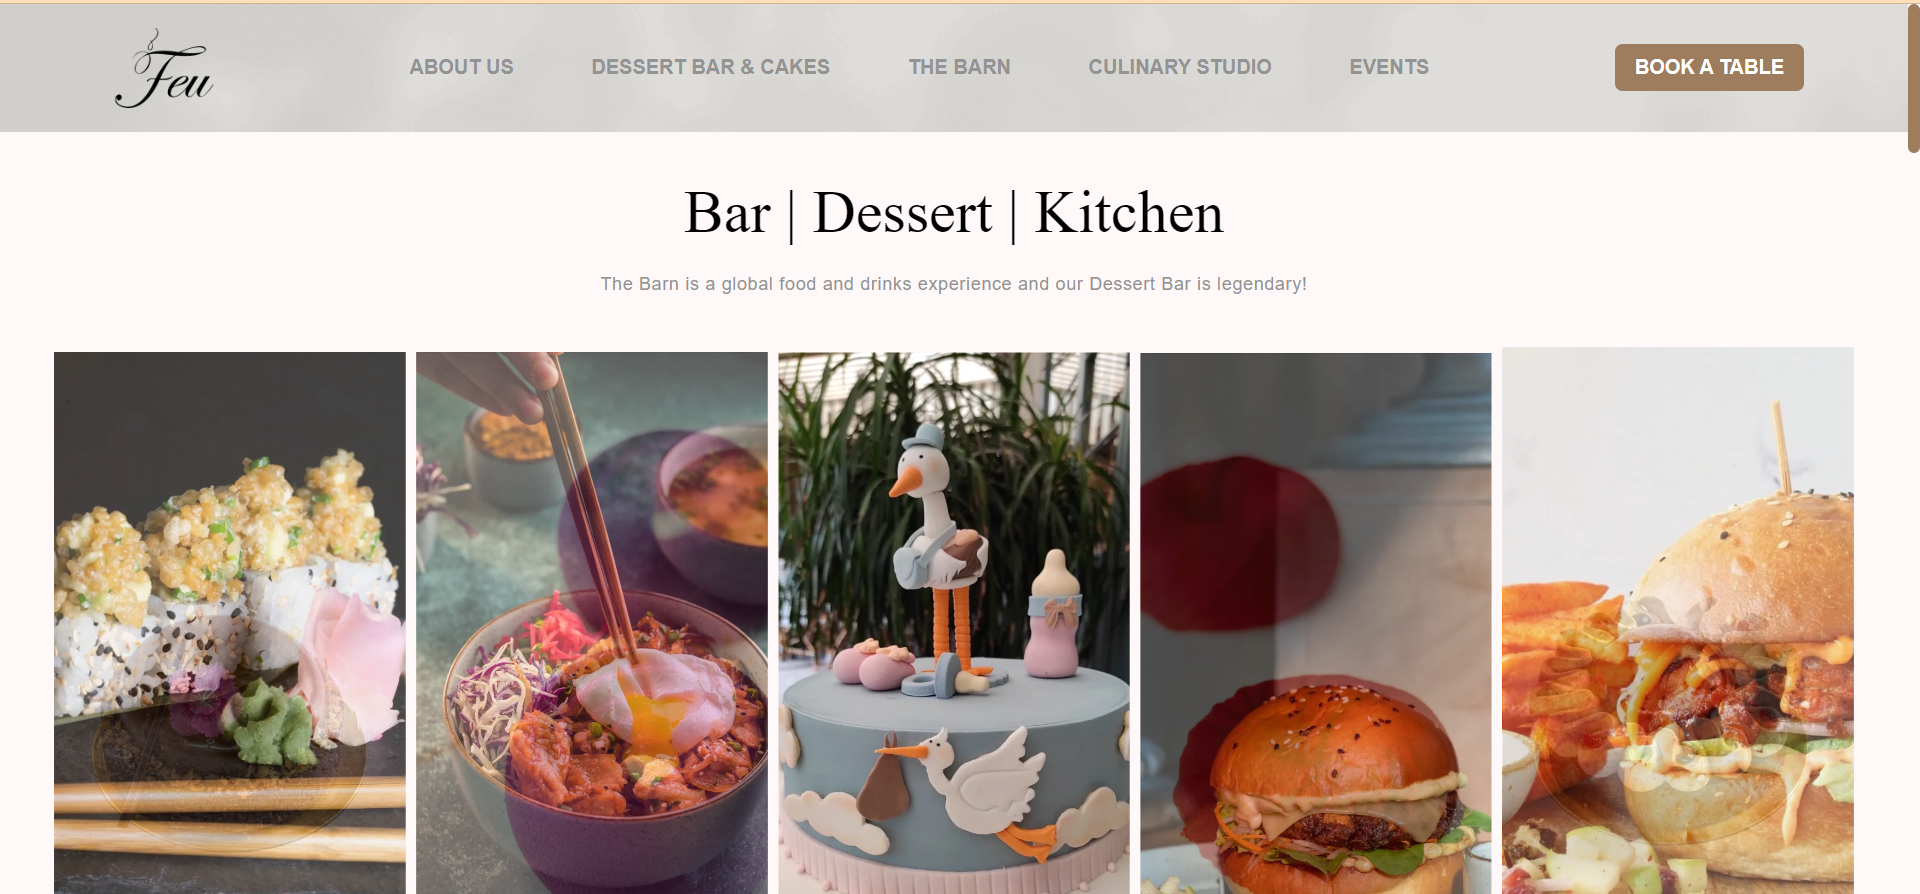 Feu
ABOUT US
DESSERT BAR & CAKES
THE BARN
CULINARY STUDIO
EVENTS
BOOK A TABLE
Bar | Dessert | Kitchen
The Barn is a global food and drinks experience and our Dessert Bar is legendary!